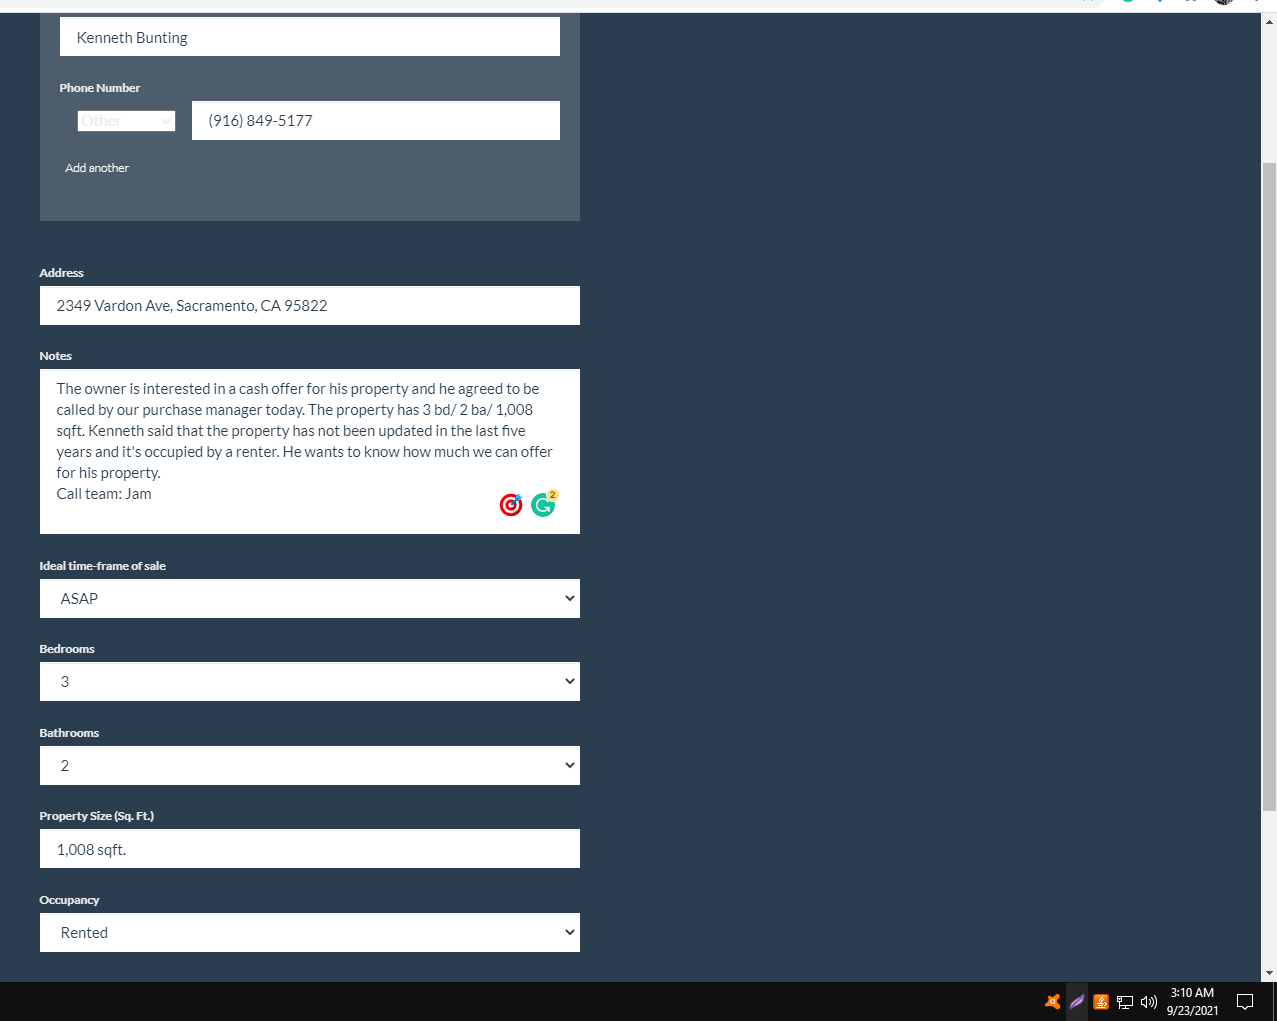 Kenneth Bunting
Phone Number
Other
(916) 849-5177
Add another
Address
2349 Vardon Ave, Sacramento, CA 95822
Notes
The owner is interested in a cash offer for his property and he agreed to be
called by our purchase manager today. The property has 3 bd/ 2 ba/ 1,008
sqft. Kenneth said that the property has not been updated in the last five
years and it's occupied by a renter. He wants to know how much we can offer
for his property.
Call team: Jam
2
Ideal time-frame of sale
ASAP
Bedrooms
3
Bathrooms
2
Property Size (Sq. Ft.)
1,008 sqft.
Occupancy
Rented
3:10 AM
9/23/2021